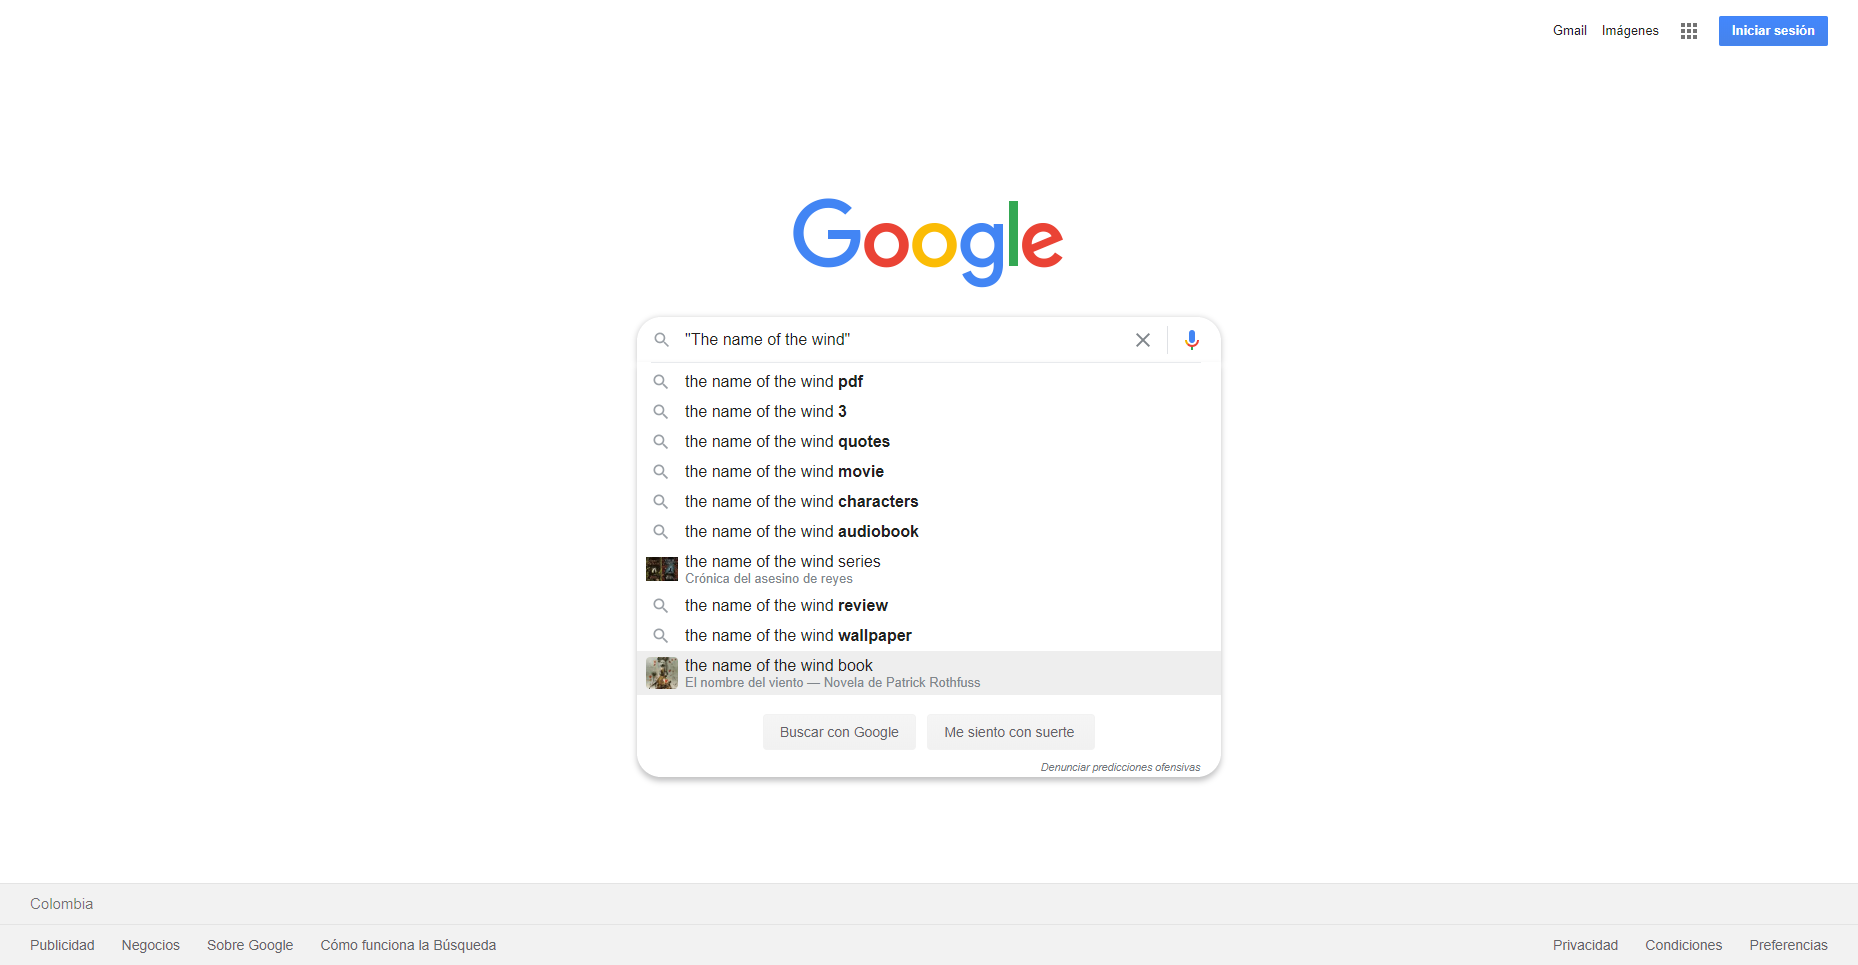 Gmail Imágenes Iniciar sesión
Google
"The name of the wind"
the name of the wind pdf
the name of the wind 3
the name of the wind quotes
the name of the wind movie
the name of the wind characters
the name of the wind audiobook
the name of the wind series
Crónica del asesino de reyes
the name of the wind review
the name of the wind wallpaper
the name of the wind book
El nombre del viento — Novela de Patrick Rothfuss
Buscar con Google Me siento con suerte
Denunciar predicciones ofensivas
Colombia
Publicidad Negocios Sobre Google Cómo funciona la Búsqueda Privacidad Condiciones Preferencias